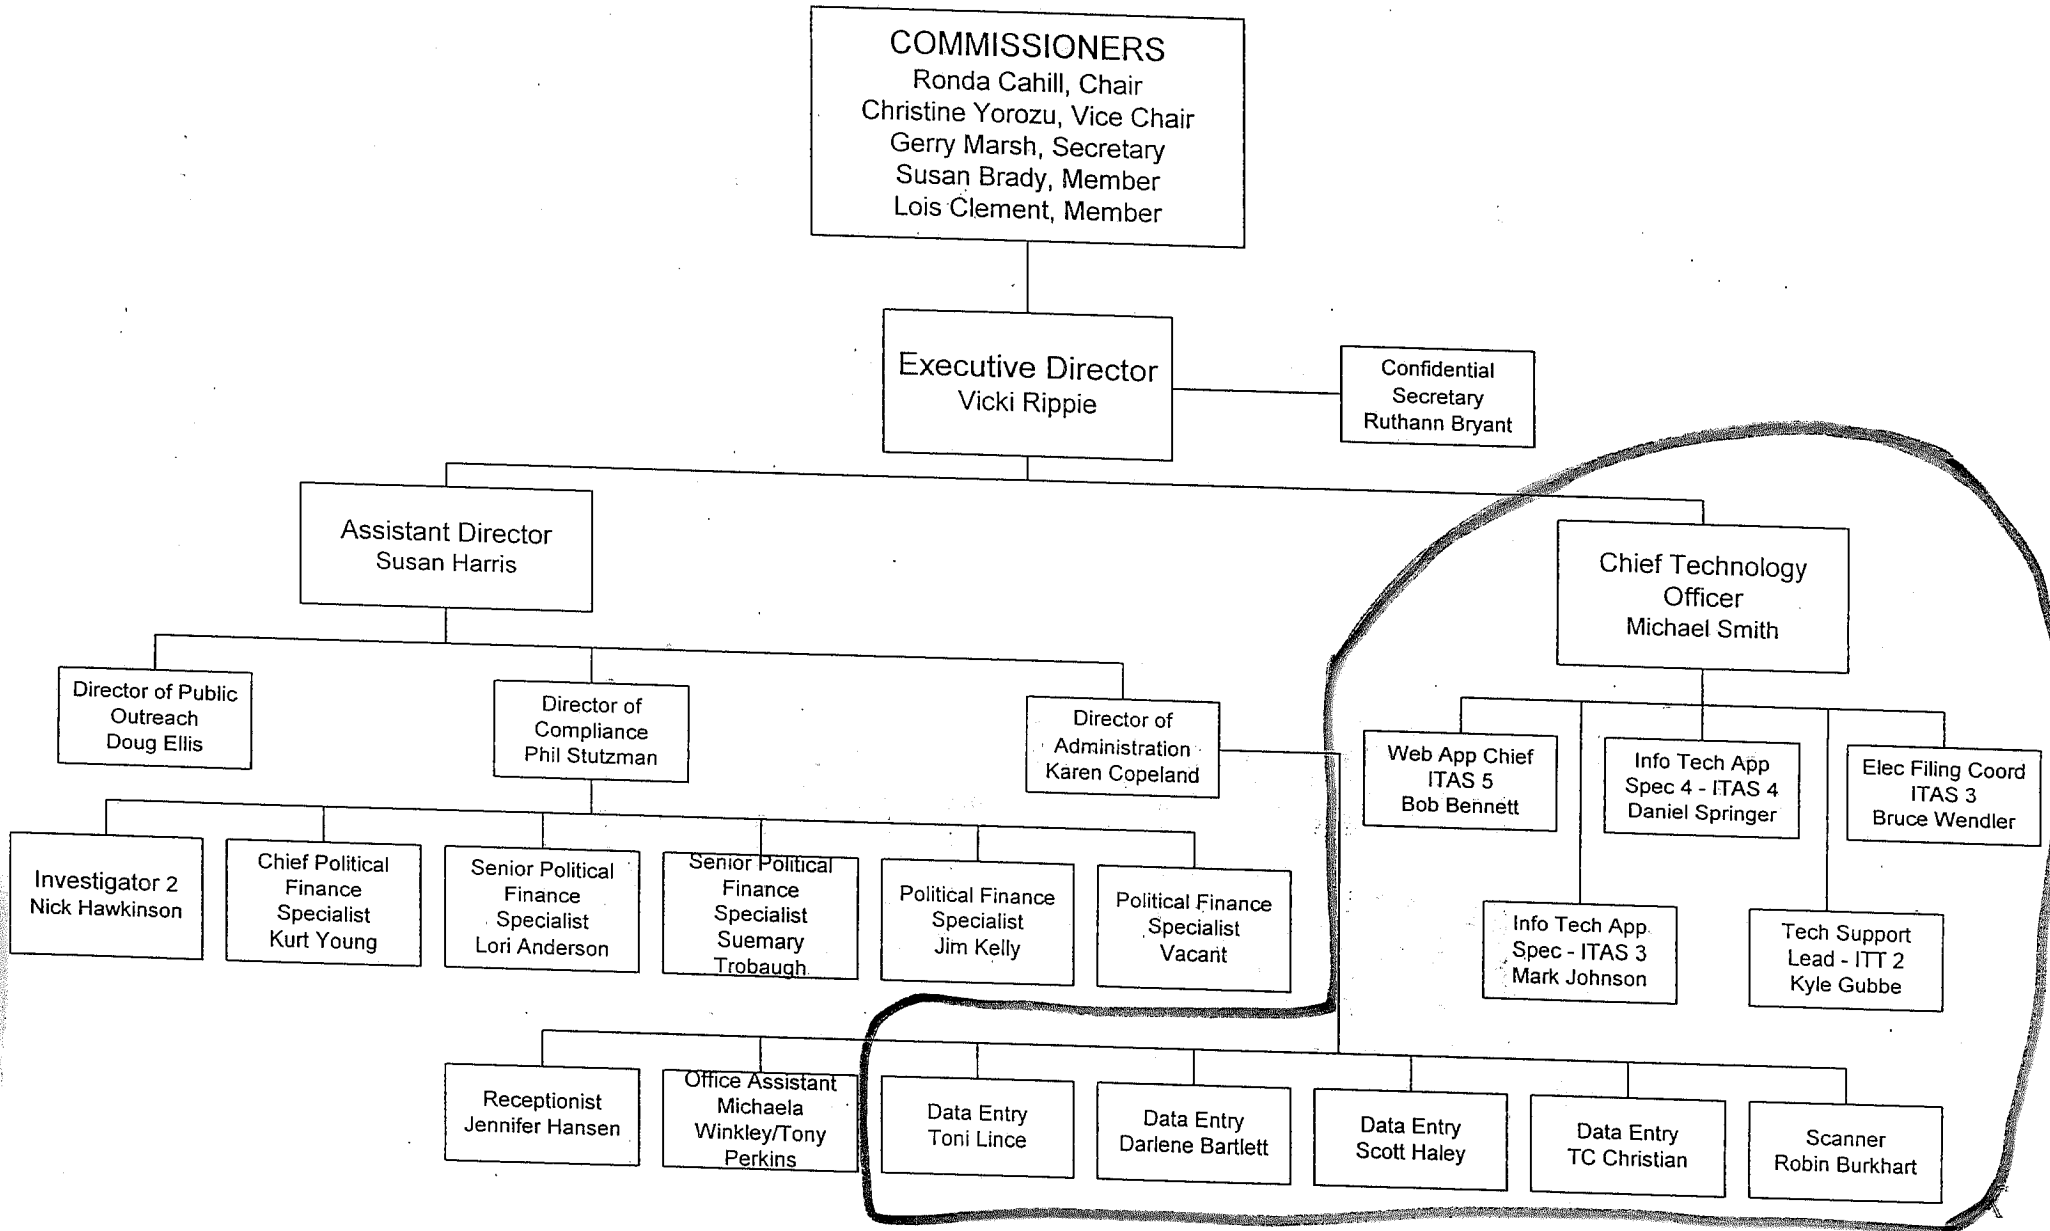 COMMISSIONERS
Ronda Cahill, Chair
Christine Yorozu, Vice Chair
Gerry Marsh, Secretary
Susan Brady, Member
Lois Clement, Member
Executive Director
Vicki Rippie
Confidential
Secretary
Ruthann Bryant
Assistant Director
Susan Harris
Chief Technology
Officer
Michael Smith
Director of Public
Outreach
Doug Ellis
Director of
Compliance
Phil Stutzman
Director of
Administration
Karen Copeland
Web App Chief
ITAS 5
Bob Bennett
Info Tech App
Spec 4 - ITAS 4
Daniel Springer
Elec Filing Coord
ITAS 3
Bruce Wendler
Investigator 2
Nick Hawkinson
Chief Political
Finance
Specialist
Kurt Young
Senior Political
Finance
Specialist
Lori Anderson
Senior Political
Finance
Specialist
Suemary
Trobaugh
Political Finance
Specialist
Jim Kelly
Political Finance
Specialist
Vacant
Info Tech App
Spec - ITAS 3
Mark Johnson
Tech Support
Lead - ITT 2
Kyle Gubbe
Receptionist
Jennifer Hansen
Office Assistant
Michaela
Winkley/Tony
Perkins
Data Entry
Toni Lince
Data Entry
Darlene Bartlett
Data Entry
Scott Haley
Data Entry
TC Christian
Scanner
Robin Burkhart